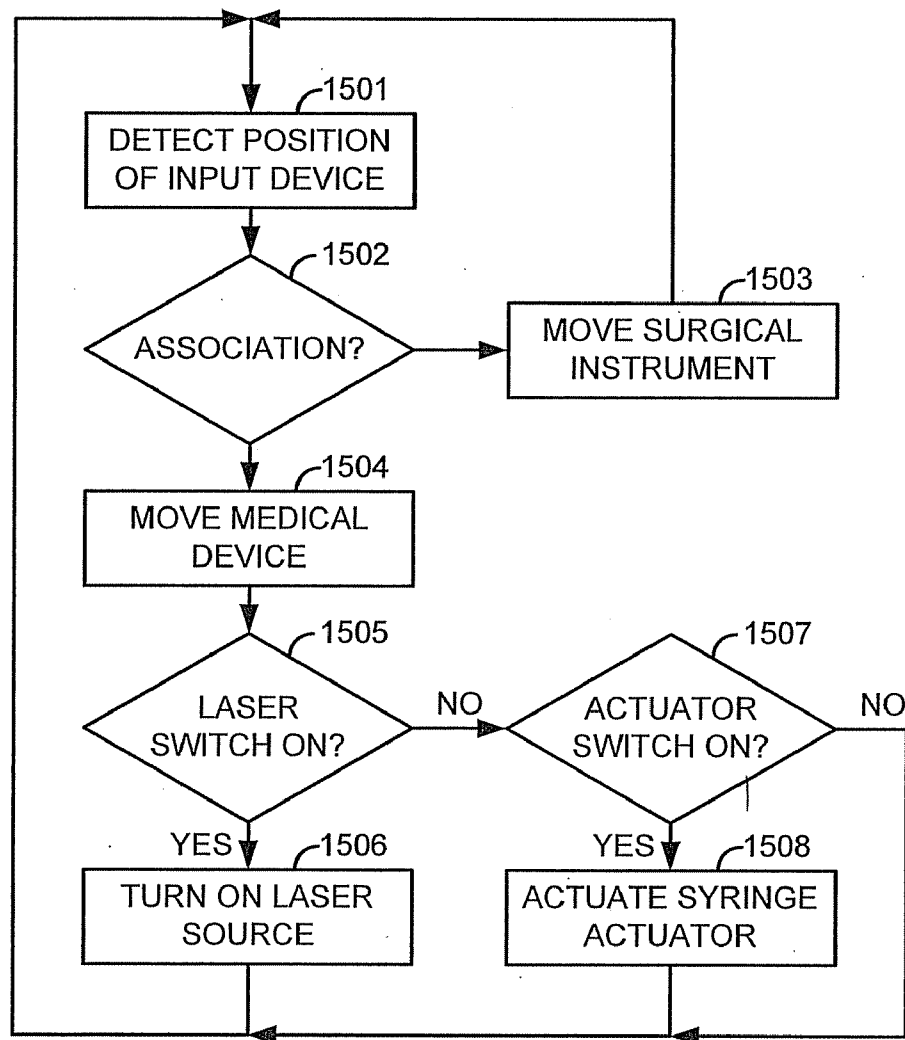 1501
DETECT POSITION
OF INPUT DEVICE
1502
ASSOCIATION?
1503
MOVE SURGICAL
INSTRUMENT
1504
MOVE MEDICAL
DEVICE
1505
LASER
SWITCH ON?
NO
1507
ACTUATOR
SWITCH ON?
NO
YES
1506
TURN ON LASER
SOURCE
YES
1508
ACTUATE SYRINGE
ACTUATOR